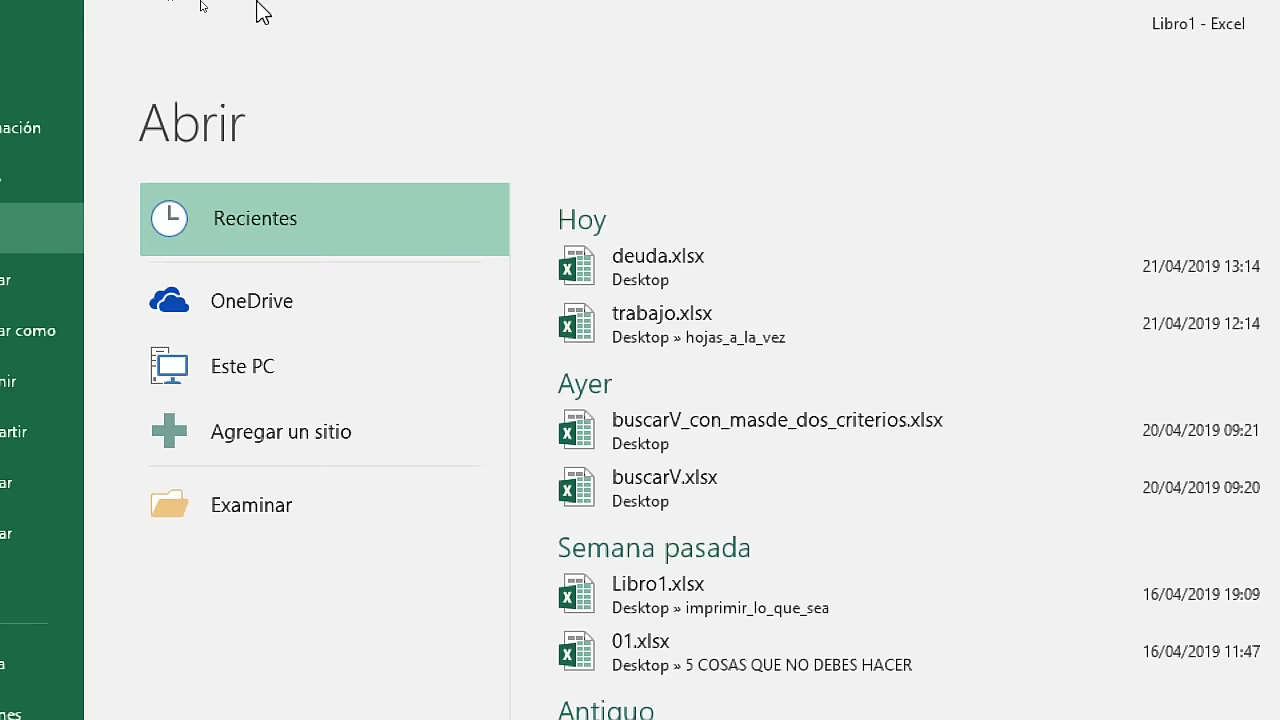 Libro1 - Excel
Abrir
Recientes
OneDrive
Este PC
Agregar un sitio
Examinar
Hoy
deuda.xlsx
Desktop
21/04/2019 13:14
trabajo.xlsx
Desktop » hojas_a_la_vez
21/04/2019 12:14
Ayer
buscarV_con_masde_dos_criterios.xlsx
Desktop
20/04/2019 09:21
buscarV.xlsx
Desktop
20/04/2019 09:20
Semana pasada
Libro1.xlsx
Desktop » imprimir_lo_que_sea
16/04/2019 19:09
01.xlsx
Desktop » 5 COSAS QUE NO DEBES HACER
16/04/2019 11:47
Antiguo
ación
ar
ar como
nir
artir
ar
ar
a
nes